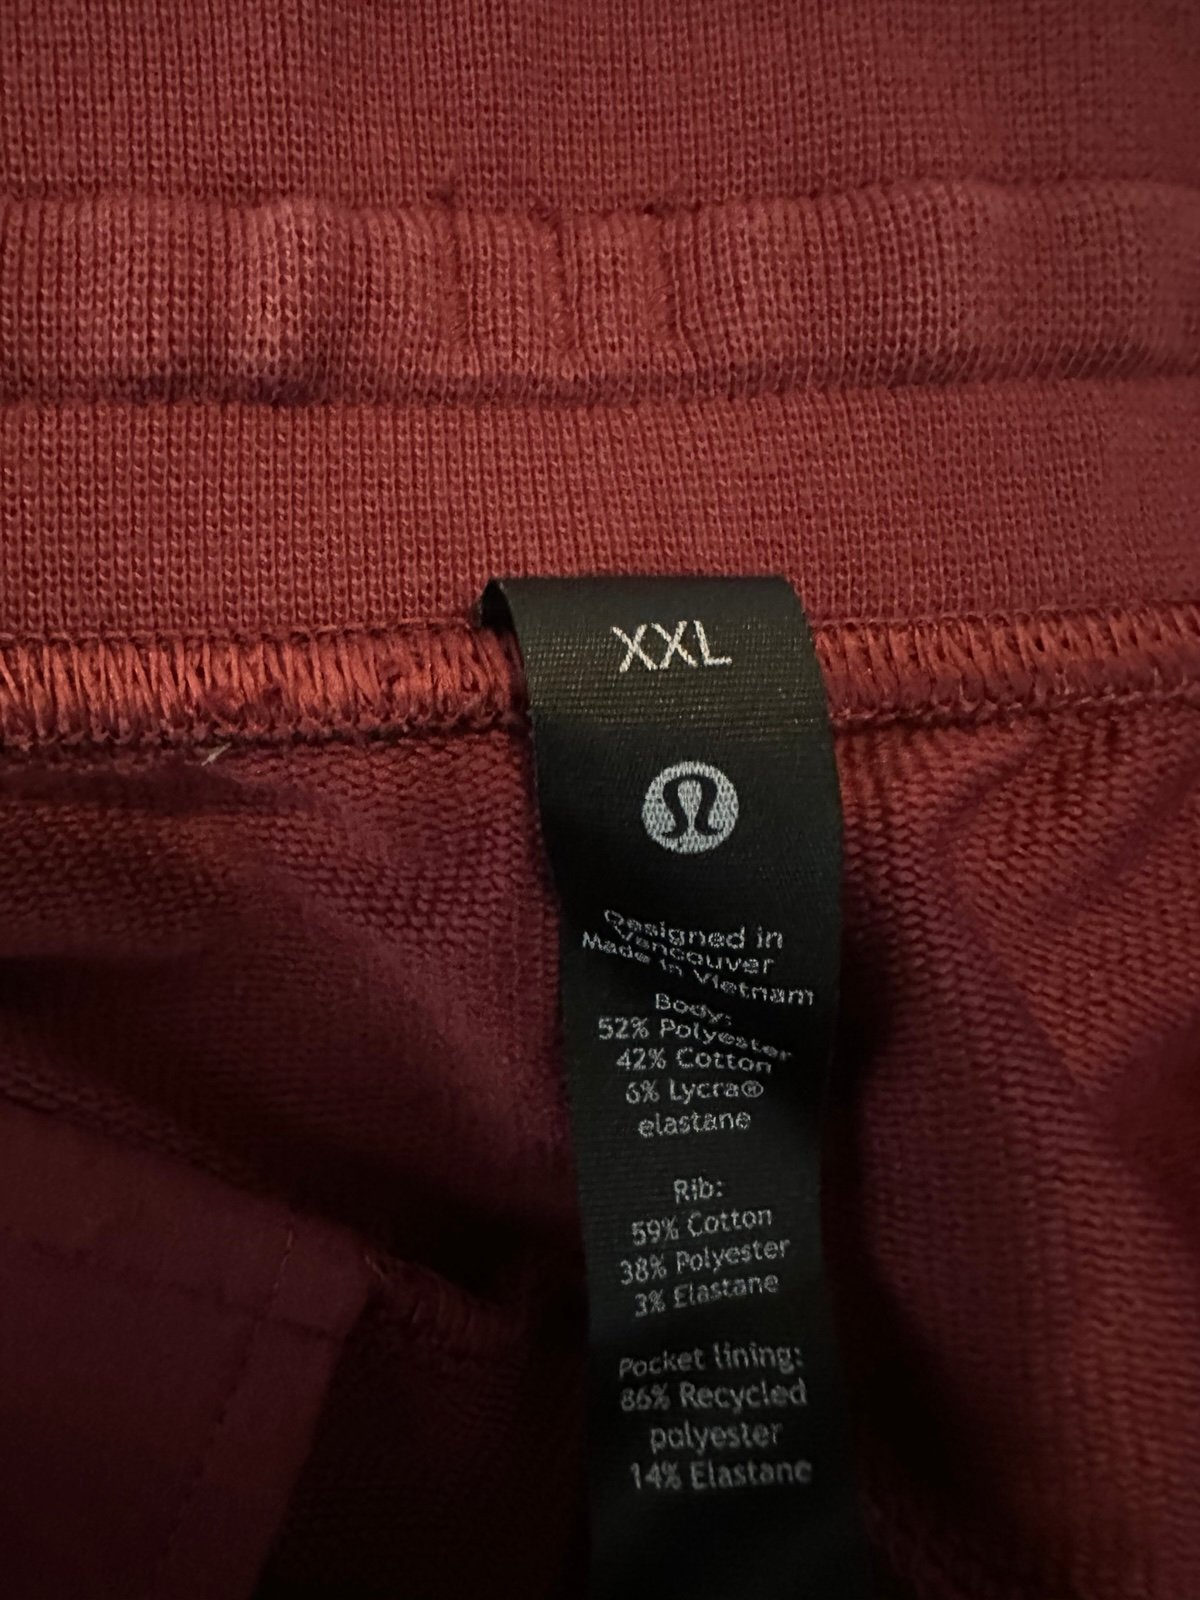 XXL
Designed in
Vancouver
Made in Vietnam
Body:
52% Polyester
42% Cotton
6% Lycra®
elastane
Rib:
59% Cotton
38% Polyester
3% Elastane
Pocket lining:
86% Recycled
polyester
14% Elastane